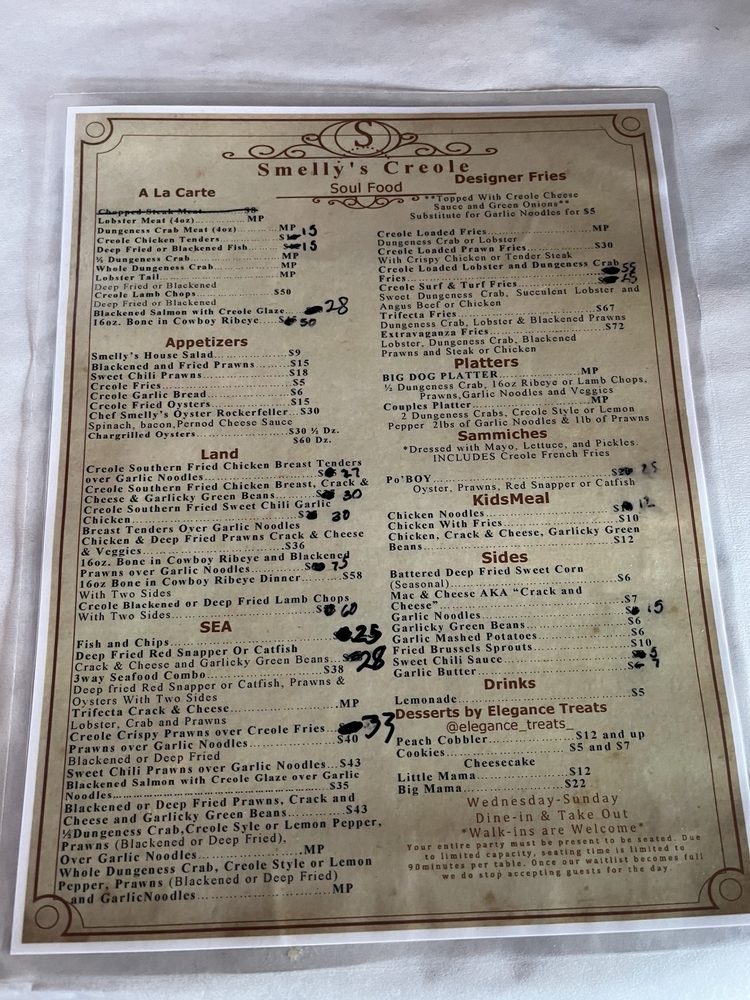 S
Smelly's Creole
Soul Food
A La Carte
Chopped Steak Meat........$8
Lobster Meat (4oz)..............MP
Dungeness Crab Meat (4oz)..........MP
Creole Chicken Tenders..............$ 15
Deep Fried or Blackened Fish.......$ 15
½ Dungeness Crab....................MP
Whole Dungeness Crab..............MP
Lobster Tail..........................MP
Deep Fried or Blackened
Creole Lamb Chops...................$50
Deep Fried or Blackened
Blackened Salmon with Creole Glaze.... 28
16oz. Bone in Cowboy Ribeye.....$ 50
Appetizers
Smelly's House Salad..................$9
Blackened and Fried Prawns.......$15
Sweet Chili Prawns....................$18
Creole Fries...........................$5
Creole Garlic Bread..................$6
Creole Fried Oysters.................$15
Chef Smelly's Oyster Rockerfeller...$30
Spinach, bacon,Pernod Cheese Sauce
Chargrilled Oysters...................$30 ½ Dz.
$60 Dz.
Land
Creole Southern Fried Chicken Breast Tenders
over Garlic Noodles.......................$ 27
Creole Southern Fried Chicken Breast, Crack &
Cheese & Garlicky Green Beans.........$ 30
Creole Southern Fried Sweet Chili Garlic
Chicken....................................$ 30
Breast Tenders Over Garlic Noodles
Chicken & Deep Fried Prawns Crack & Cheese
& Veggies..............................$36
16oz. Bone in Cowboy Ribeye and Blackened
Prawns over Garlic Noodles............$ 75
16oz Bone in Cowboy Ribeye Dinner.........$58
With Two Sides
Creole Blackened or Deep Fried Lamb Chops
With Two Sides...........................$ 60
SEA
Fish and Chips................................ 25
Deep Fried Red Snapper Or Catfish
Crack & Cheese and Garlicky Green Beans...$ 28
3way Seafood Combo........................$38
Deep fried Red Snapper or Catfish, Prawns &
Oysters With Two Sides
Trifecta Crack & Cheese.......................MP
Lobster, Crab and Prawns
Creole Crispy Prawns over Creole Fries...$ 33
Prawns over Garlic Noodles................$40
Blackened or Deep Fried
Sweet Chili Prawns over Garlic Noodles...$43
Blackened Salmon with Creole Glaze over Garlic
Noodles.......................................$35
Blackened or Deep Fried Prawns, Crack and
Cheese and Garlicky Green Beans..........$43
½Dungeness Crab,Creole Syle or Lemon Pepper,
Prawns (Blackened or Deep Fried),
Over Garlic Noodles....................MP
Whole Dungeness Crab, Creole Style or Lemon
Pepper, Prawns (Blackened or Deep Fried)
and GarlicNoodles........................MP
Designer Fries
**Topped With Creole Cheese
Sauce and Green Onions**
Substitute for Garlic Noodles for $5
Creole Loaded Fries....................MP
Dungeness Crab or Lobster
Creole Loaded Prawn Fries..............$30
With Crispy Chicken or Tender Steak
Creole Loaded Lobster and Dungeness Crab
Fries....................................... 55
Creole Surf & Turf Fries...................
Sweet Dungeness Crab, Succulent Lobster and
Angus Beef or Chicken
Trifecta Fries.............................$67
Dungeness Crab, Lobster & Blackened Prawns
Extravaganza Fries........................$72
Lobster, Dungeness Crab, Blackened
Prawns and Steak or Chicken
Platters
BIG DOG PLATTER....................MP
½ Dungeness Crab, 16oz Ribeye or Lamb Chops,
Prawns,Garlic Noodles and Veggies
Couples Platter..........................MP
2 Dungeness Crabs, Creole Style or Lemon
Pepper 2lbs of Garlic Noodles & 1lb of Prawns
Sammiches
*Dressed with Mayo, Lettuce, and Pickles.
INCLUDES Creole French Fries
Po'BOY....................................$20 25
Oyster, Prawns, Red Snapper or Catfish
KidsMeal
Chicken Noodles.........................$ 12
Chicken With Fries......................$10
Chicken, Crack & Cheese, Garlicky Green
Beans......................................$12
Sides
Battered Deep Fried Sweet Corn
(Seasonal)..................................$6
Mac & Cheese AKA "Crack and
Cheese"....................................$7
Garlic Noodles............................$ 15
Garlicky Green Beans....................$6
Garlic Mashed Potatoes..................$6
Fried Brussels Sprouts...................$10
Sweet Chili Sauce......................... 5
Garlic Butter..............................$ 7
Drinks
Lemonade..................................$5
Desserts by Elegance Treats
@elegance_treats_
Peach Cobbler....................$12 and up
Cookies............................$5 and $7
Cheesecake
Little Mama......................$12
Big Mama........................$22
Wednesday-Sunday
Dine-in & Take Out
*Walk-ins are Welcome*
Your entire party must be present to be seated. Due
to limited capacity, seating time is limited to
90minutes per table. Once our waitlist becomes full
we do stop accepting guests for the day.